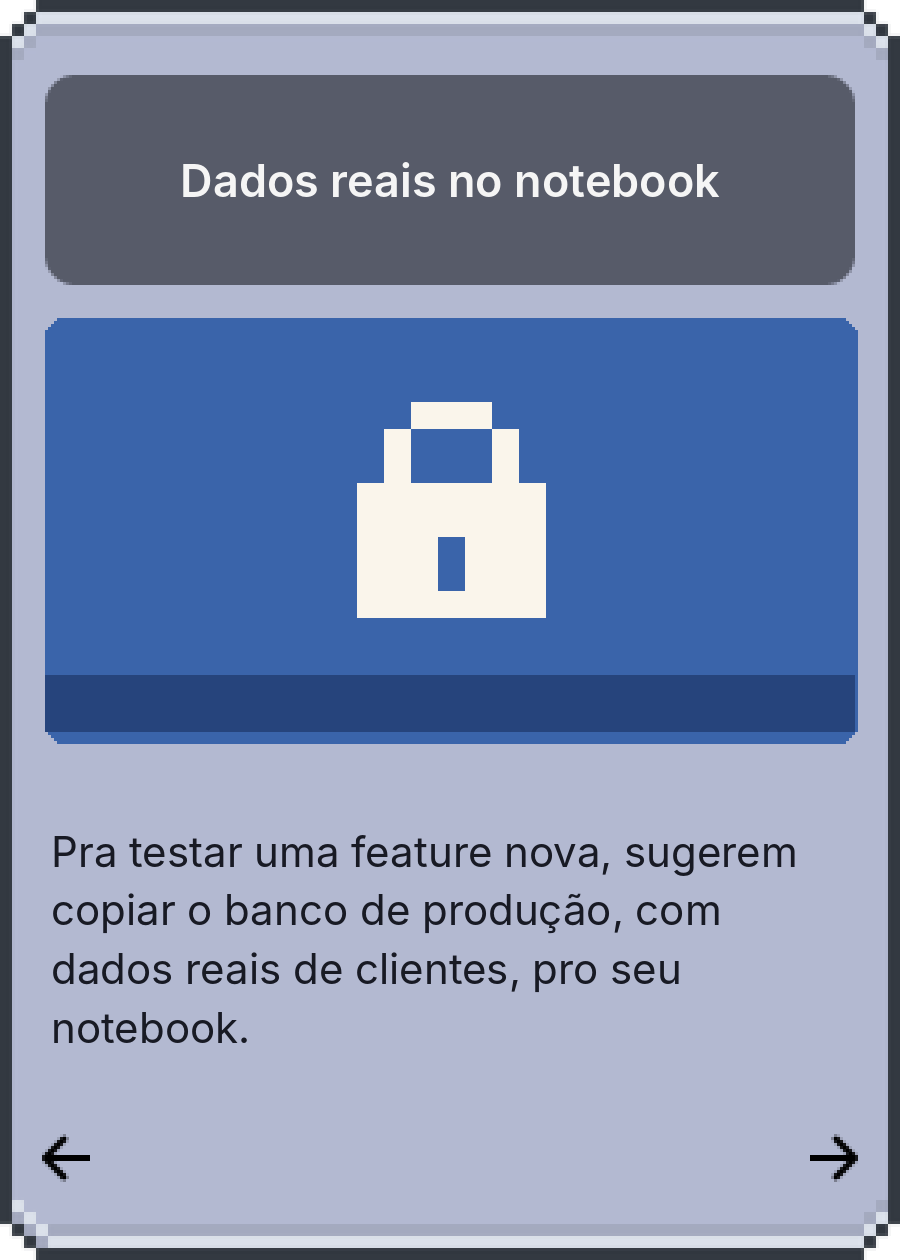 Dados reais no notebook
Pra testar uma feature nova, sugerem
copiar o banco de produção, com
dados reais de clientes, pro seu
notebook.